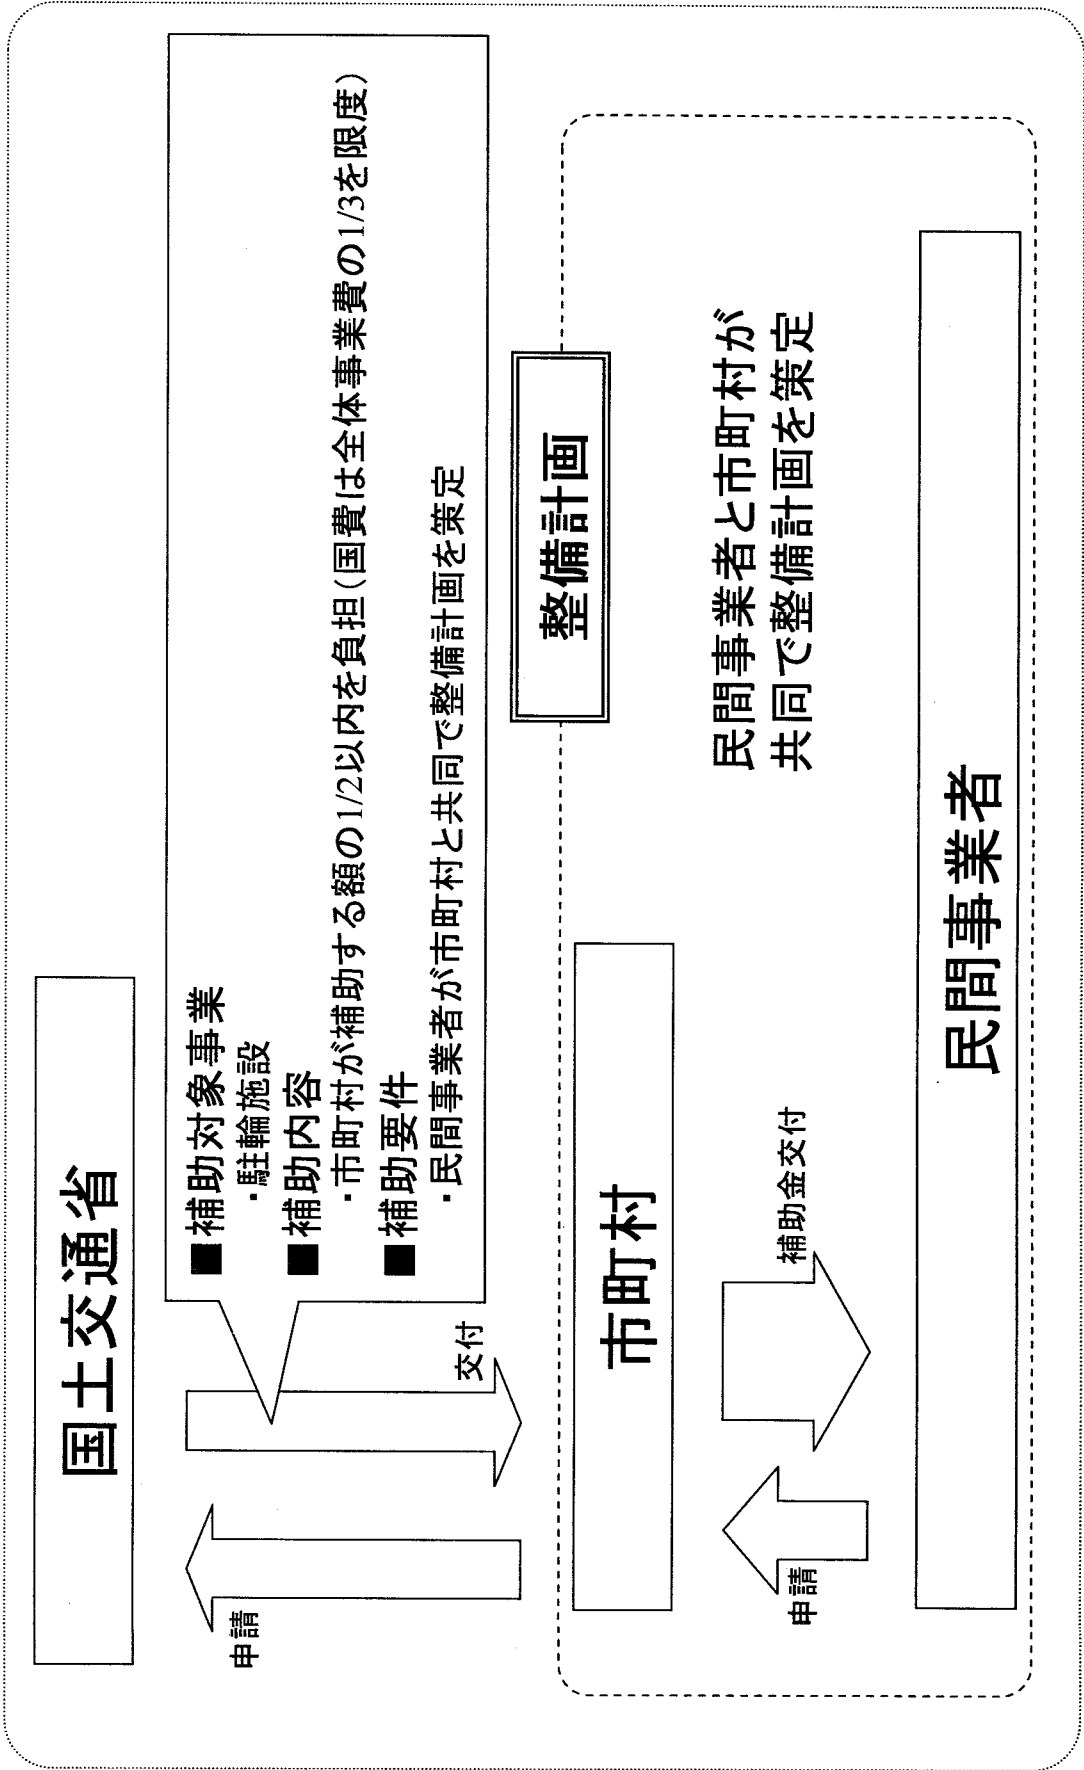 国土交通省
■補助対象事業
・駐輪施設
■補助内容
・市町村が補助する額の1/2以内を負担(国費は全体事業費の1/3を限度)
■補助要件
・民間事業者が市町村と共同で整備計画を策定
申請
交付
整備計画
市町村
民間事業者と市町村が
共同で整備計画を策定
申請
補助金交付
民間事業者